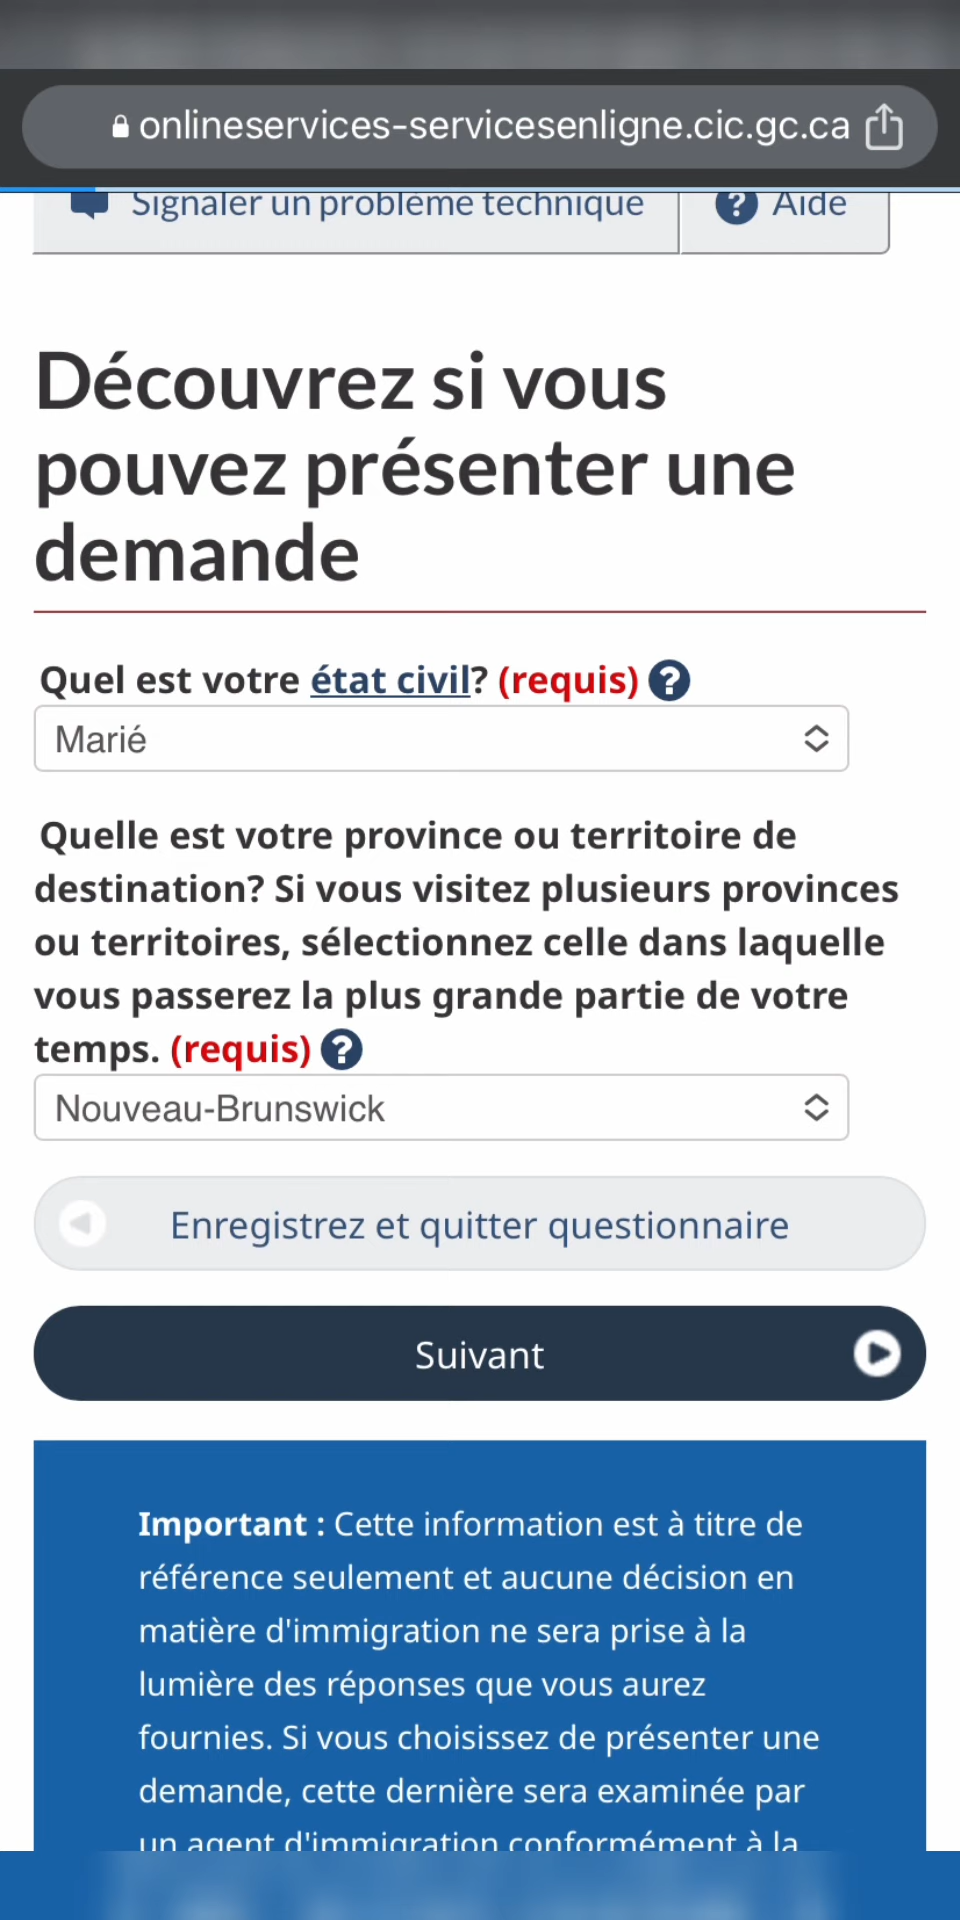 onlineservices-servicesenligne.cic.gc.ca
Signaler un problème technique
Aide
Découvrez si vous
pouvez présenter une
demande
Quel est votre état civil? (requis) ?
Marié
Quelle est votre province ou territoire de
destination? Si vous visitez plusieurs provinces
ou territoires, sélectionnez celle dans laquelle
vous passerez la plus grande partie de votre
temps. (requis) ?
Nouveau-Brunswick
Enregistrez et quitter questionnaire
Suivant
Important : Cette information est à titre de
référence seulement et aucune décision en
matière d'immigration ne sera prise à la
lumière des réponses que vous aurez
fournies. Si vous choisissez de présenter une
demande, cette dernière sera examinée par
un agent d'immigration conformément à la